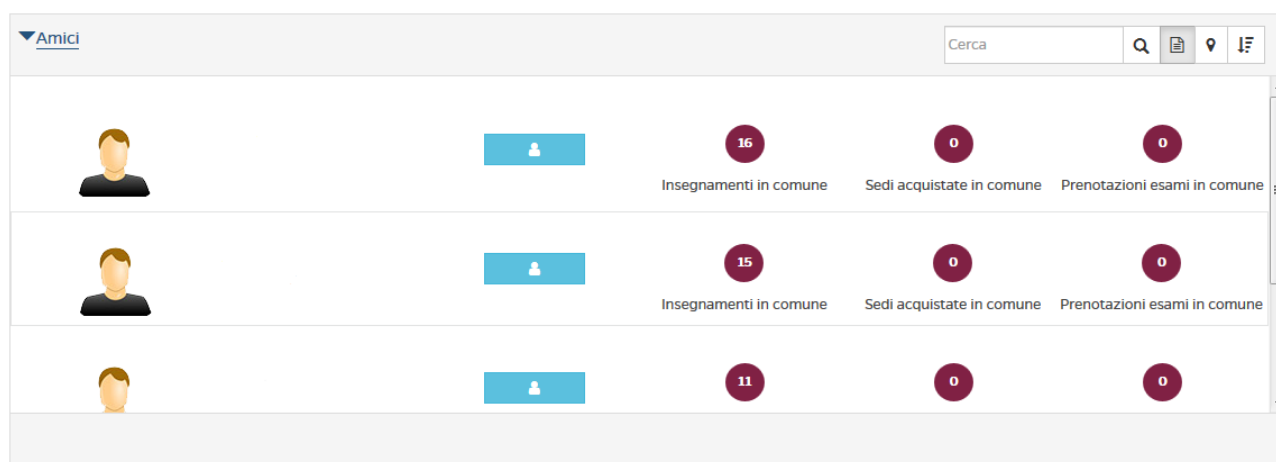 Amici
Cerca
16 0 0
Insegnamenti in comune Sedi acquistate in comune Prenotazioni esami in comune
15 0 0
Insegnamenti in comune Sedi acquistate in comune Prenotazioni esami in comune
11 0 0